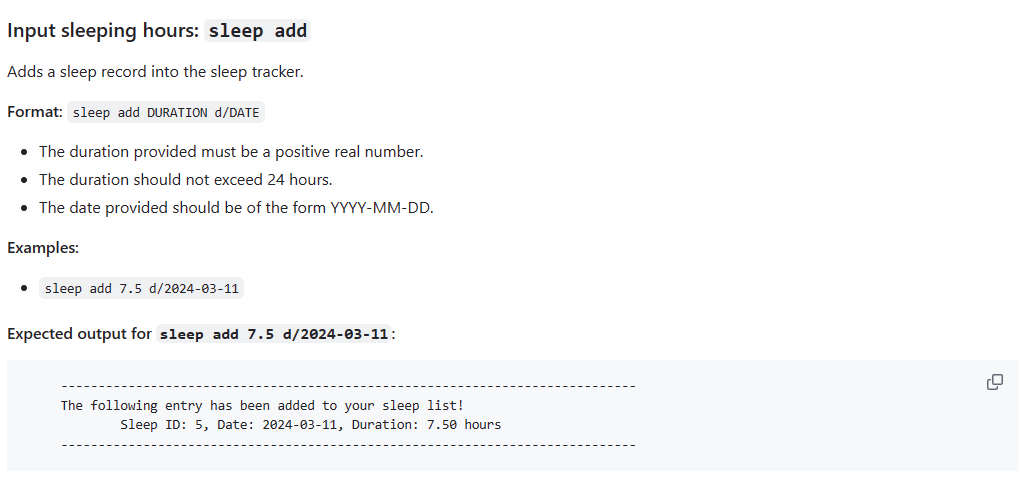 Input sleeping hours: sleep add
Adds a sleep record into the sleep tracker.
Format: sleep add DURATION d/DATE
The duration provided must be a positive real number.
The duration should not exceed 24 hours.
The date provided should be of the form YYYY-MM-DD.
Examples:
sleep add 7.5 d/2024-03-11
Expected output for sleep add 7.5 d/2024-03-11:
-----------------------------------------------------------------------------
The following entry has been added to your sleep list!
Sleep ID: 5, Date: 2024-03-11, Duration: 7.50 hours
-----------------------------------------------------------------------------